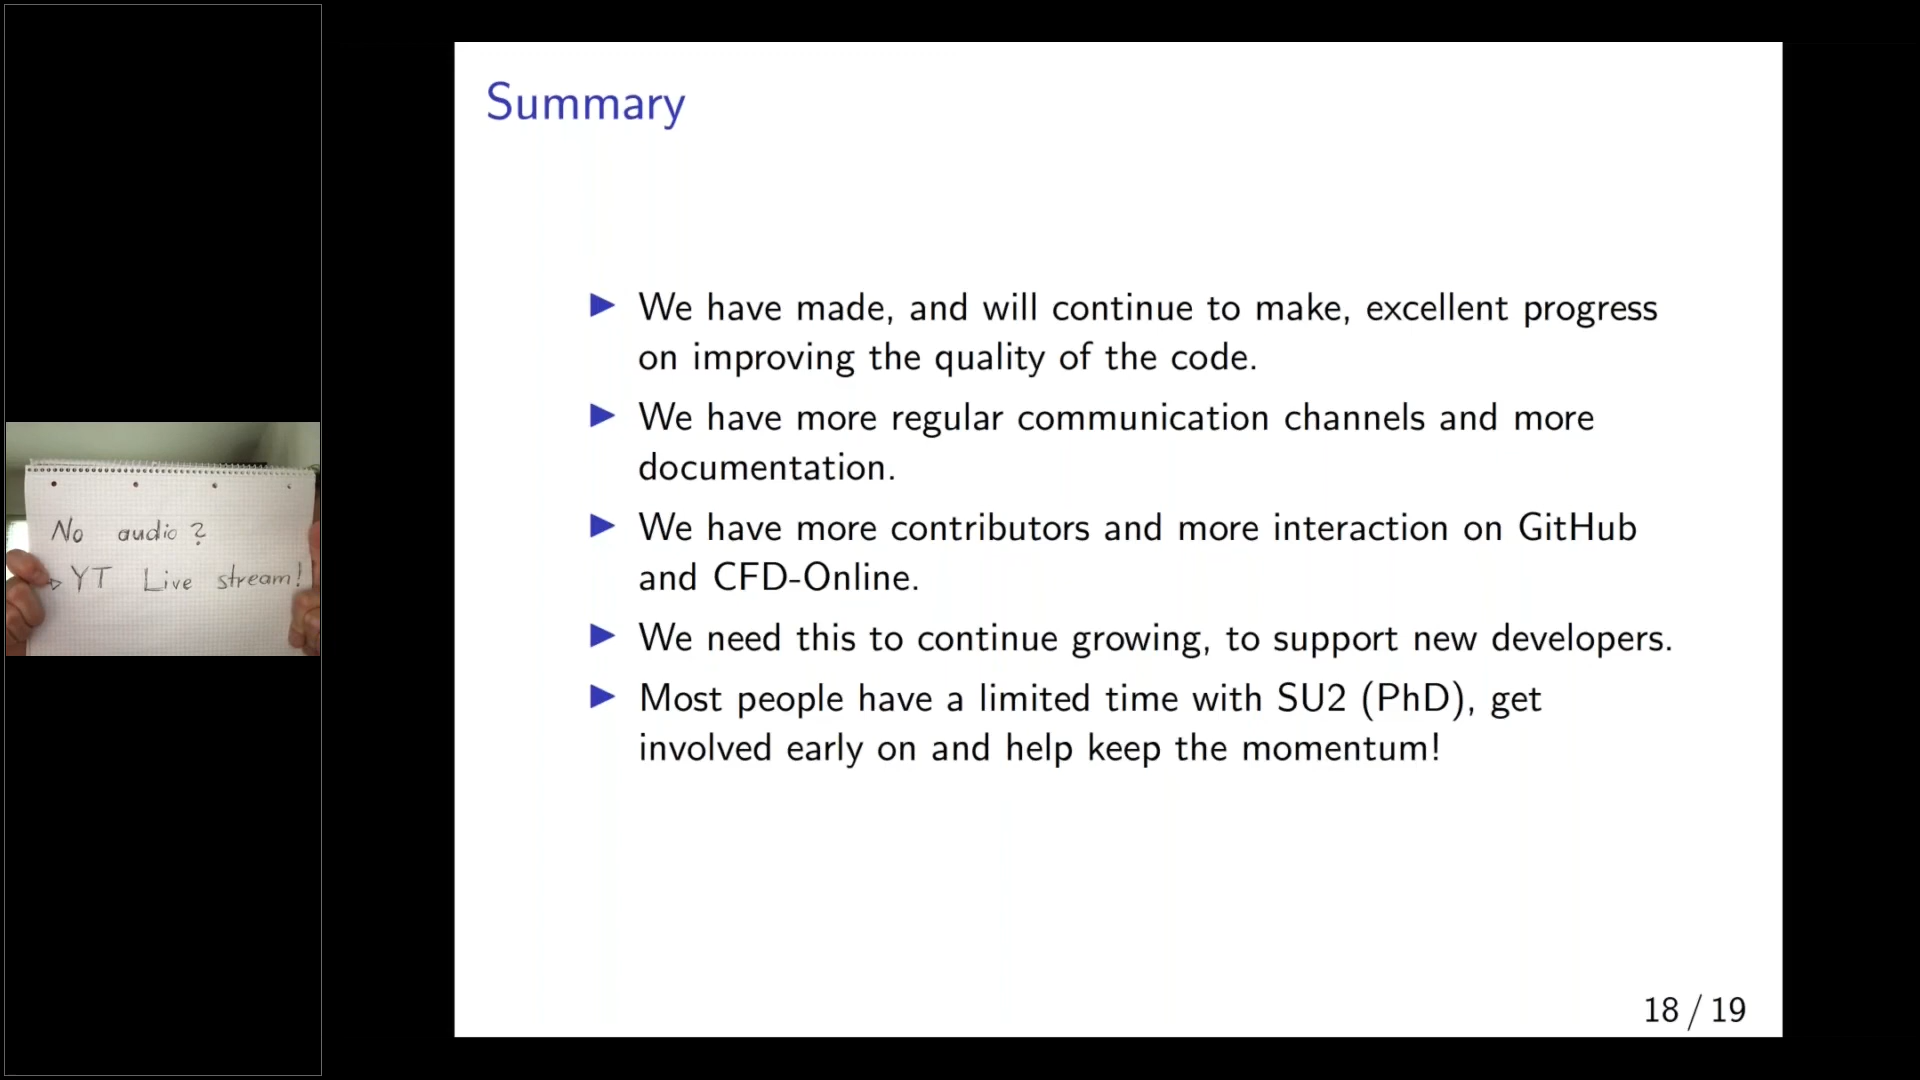 No audio?
YT Live stream!
Summary
We have made, and will continue to make, excellent progress
on improving the quality of the code.
We have more regular communication channels and more
documentation.
We have more contributors and more interaction on GitHub
and CFD-Online.
We need this to continue growing, to support new developers.
Most people have a limited time with SU2 (PhD), get
involved early on and help keep the momentum!
18 / 19